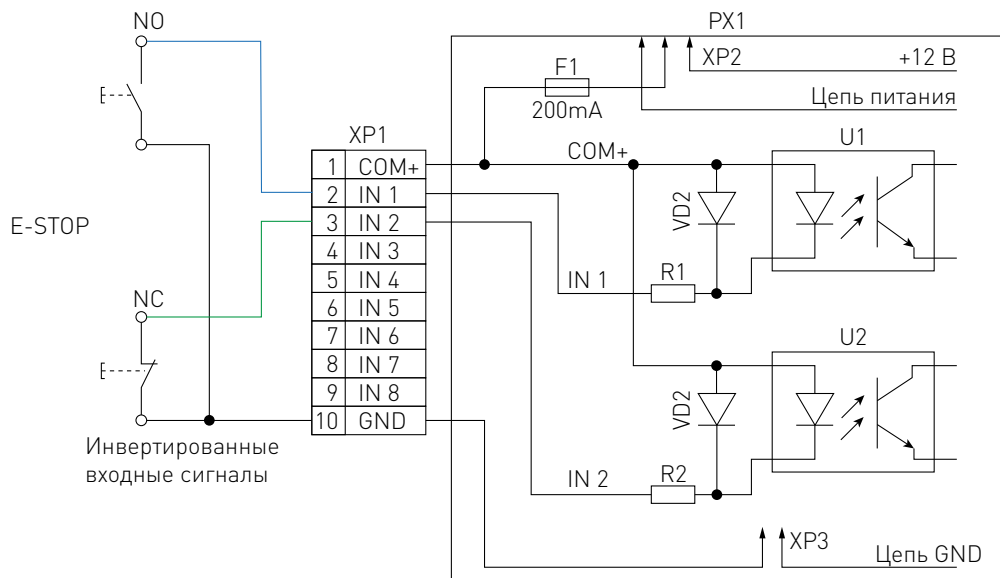 NO
PX1
XP2
+12 В
F1
200mA
Цепь питания
XP1
COM+
U1
1 COM+
2 IN 1
3 IN 2
4 IN 3
5 IN 4
6 IN 5
7 IN 6
8 IN 7
9 IN 8
10 GND
E-STOP
VD2
IN 1
R1
NC
U2
VD2
Инвертированные
входные сигналы
IN 2
R2
XP3
Цепь GND